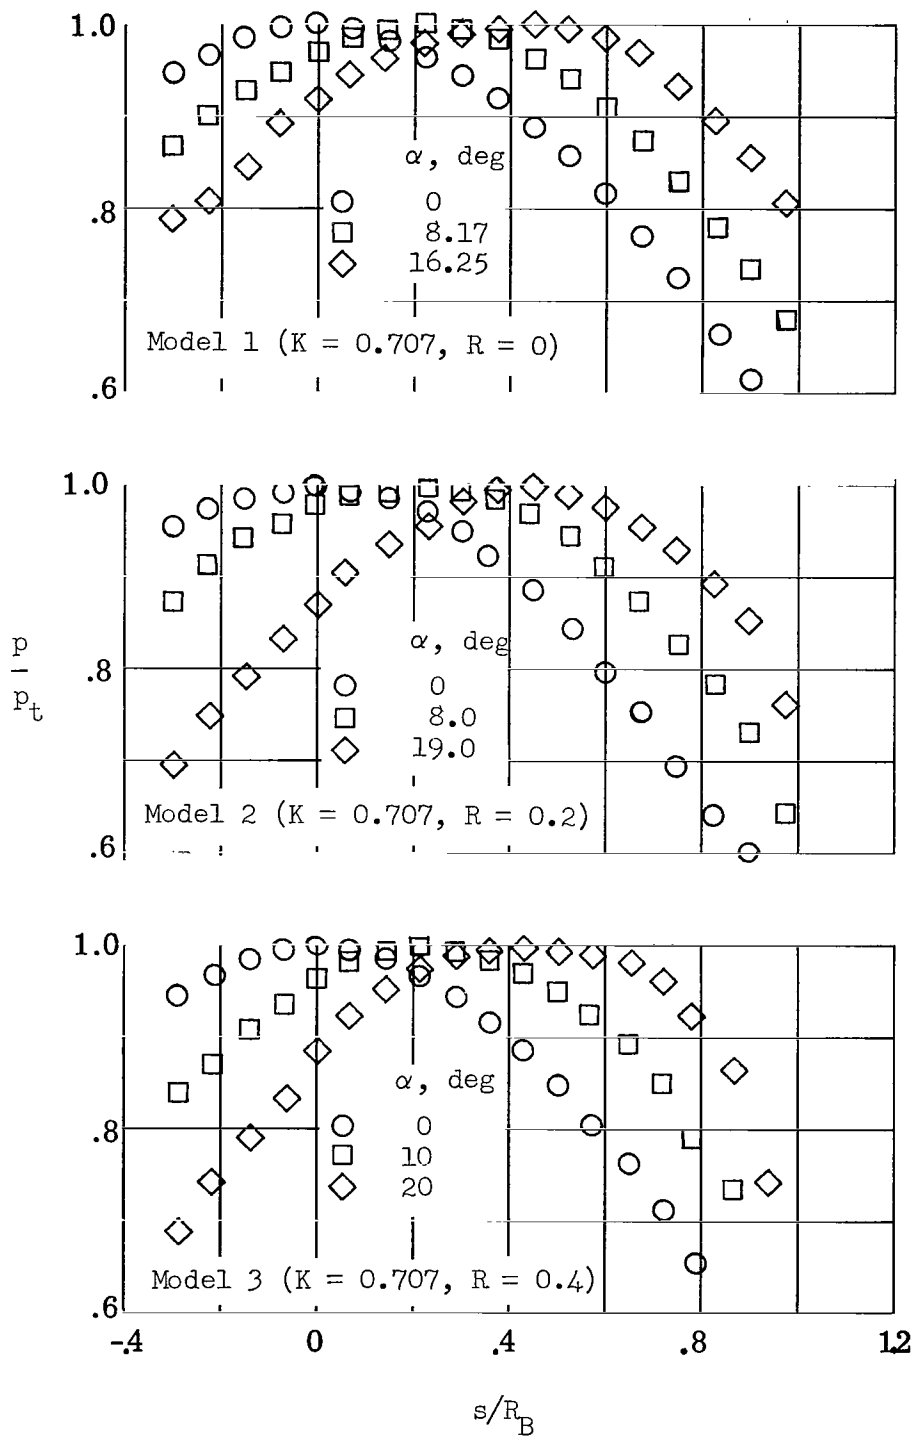 1.0
α, deg
0
.8
8.17
16.25
Model 1 (K = 0.707, R = 0)
.6
1.0
α, deg
p
.8
p_t
0
8.0
19.0
Model 2 (K = 0.707, R = 0.2)
.6
1.0
α, deg
.8
0
10
20
Model 3 (K = 0.707, R = 0.4)
.6
-.4 0 .4 .8 1.2
s/R_B